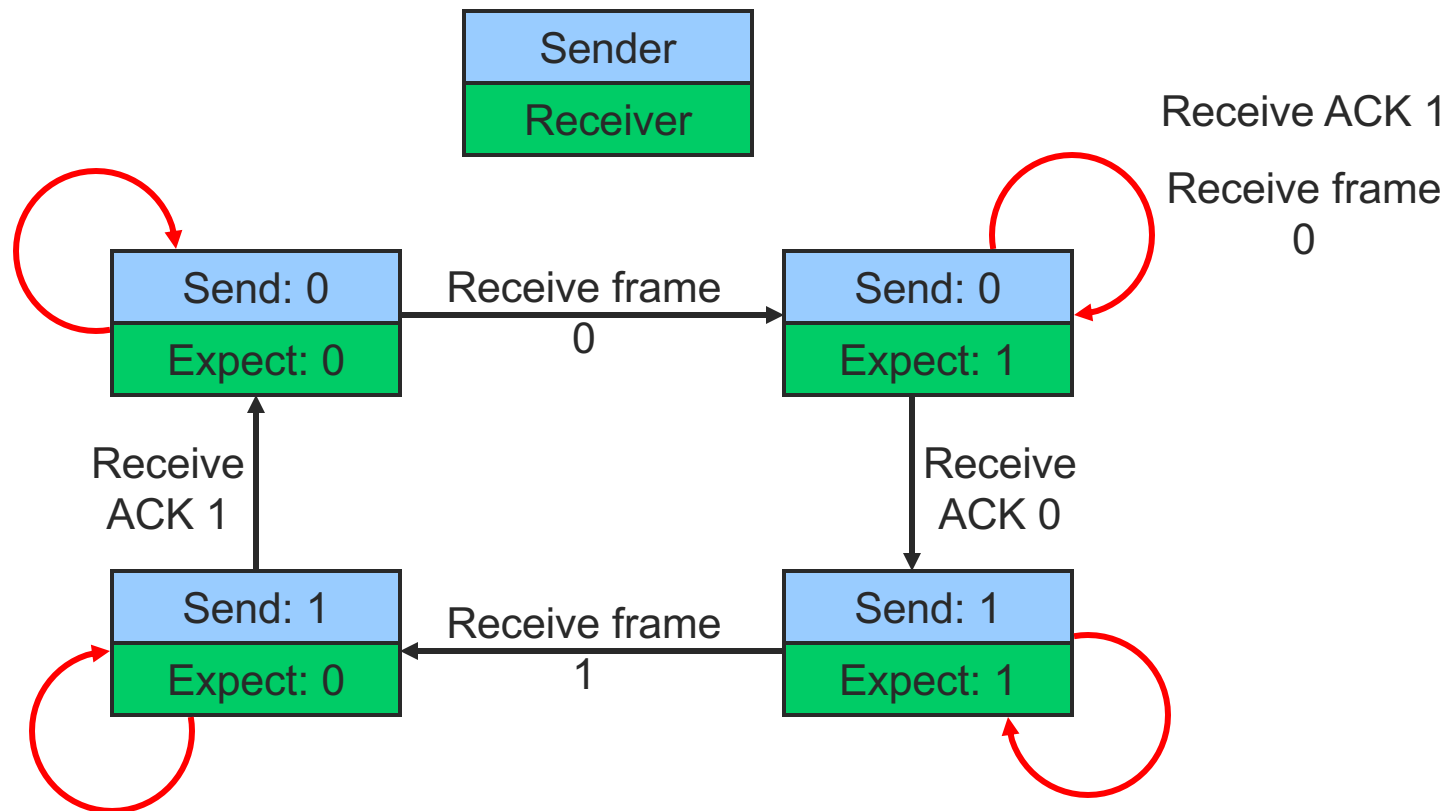 Sender
Receiver
Receive ACK 1
Receive frame
0
Send: 0
Expect: 0
Receive frame
0
Send: 0
Expect: 1
Receive
ACK 1
Receive
ACK 0
Send: 1
Expect: 0
Receive frame
1
Send: 1
Expect: 1